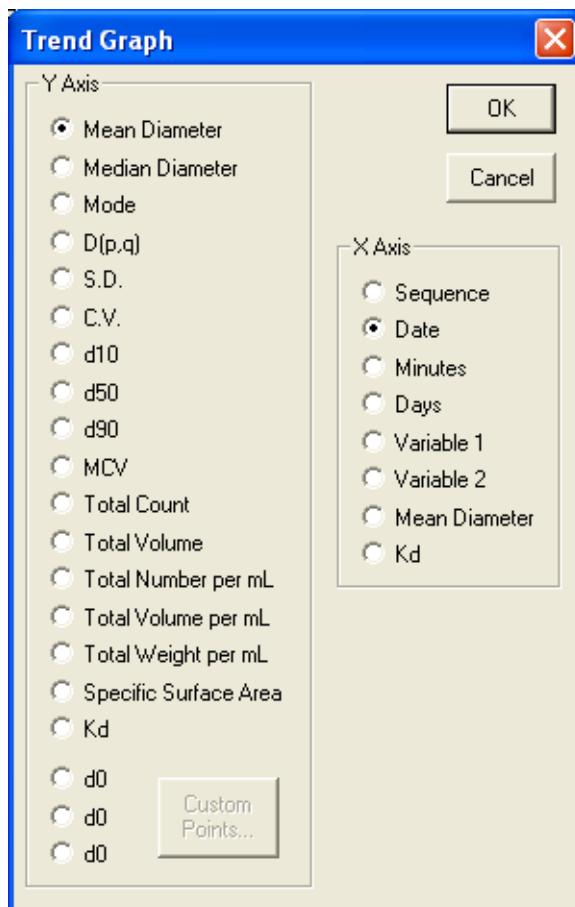 Trend Graph
Y Axis
Mean Diameter
Median Diameter
Mode
D(p,q)
S.D.
C.V.
d10
d50
d90
MCV
Total Count
Total Volume
Total Number per mL
Total Volume per mL
Total Weight per mL
Specific Surface Area
Kd
d0
d0
d0
Custom
Points...
OK
Cancel
X Axis
Sequence
Date
Minutes
Days
Variable 1
Variable 2
Mean Diameter
Kd